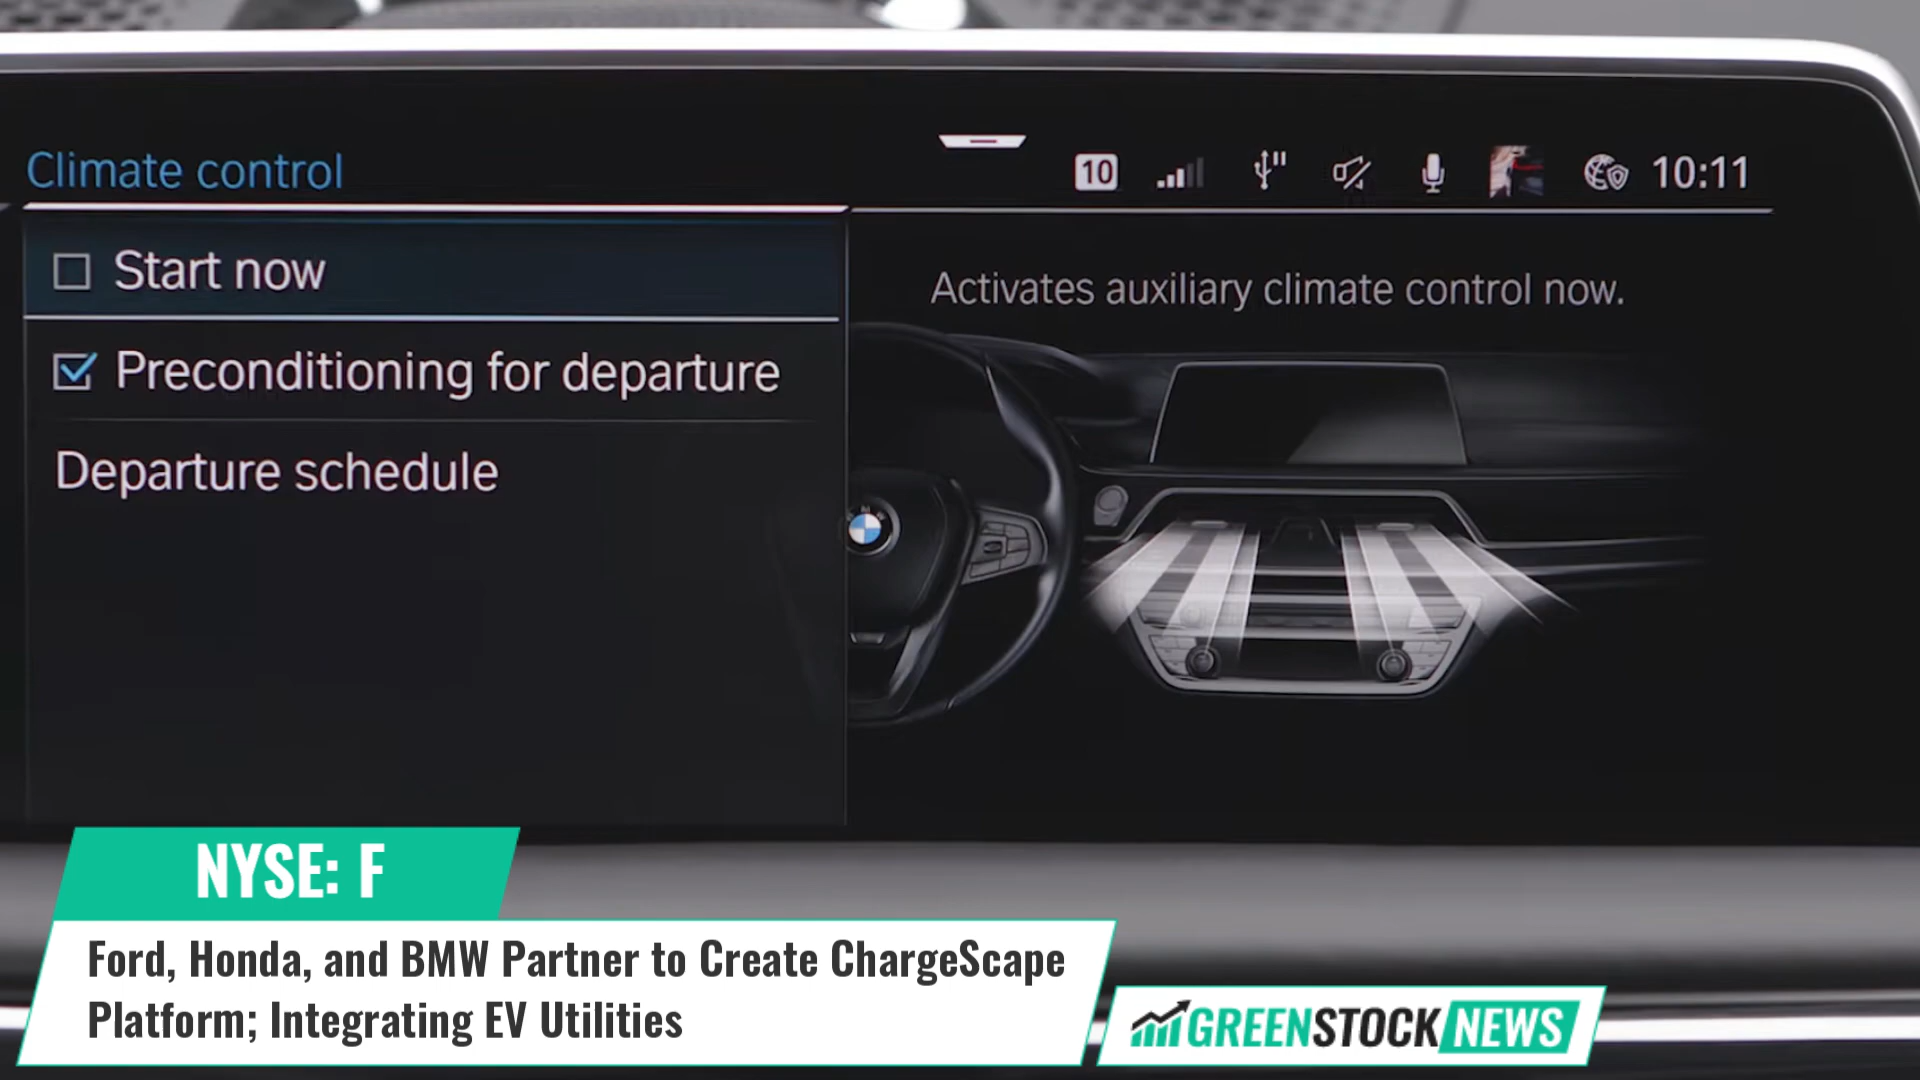 Climate control
10
10:11
Start now
Activates auxiliary climate control now.
Preconditioning for departure
Departure schedule
NYSE: F
Ford, Honda, and BMW Partner to Create ChargeScape
Platform; Integrating EV Utilities
GREENSTOCK NEWS